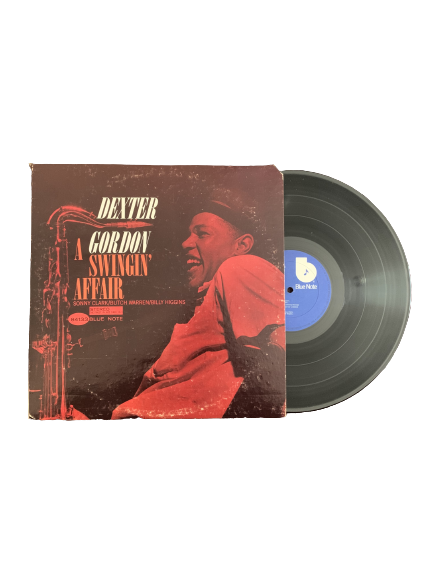 DEXTER
GORDON
A
SWINGIN'
AFFAIR
SONNY CLARK/BUTCH WARREN/BILLY HIGGINS
BLUE NOTE
b
Blue Note